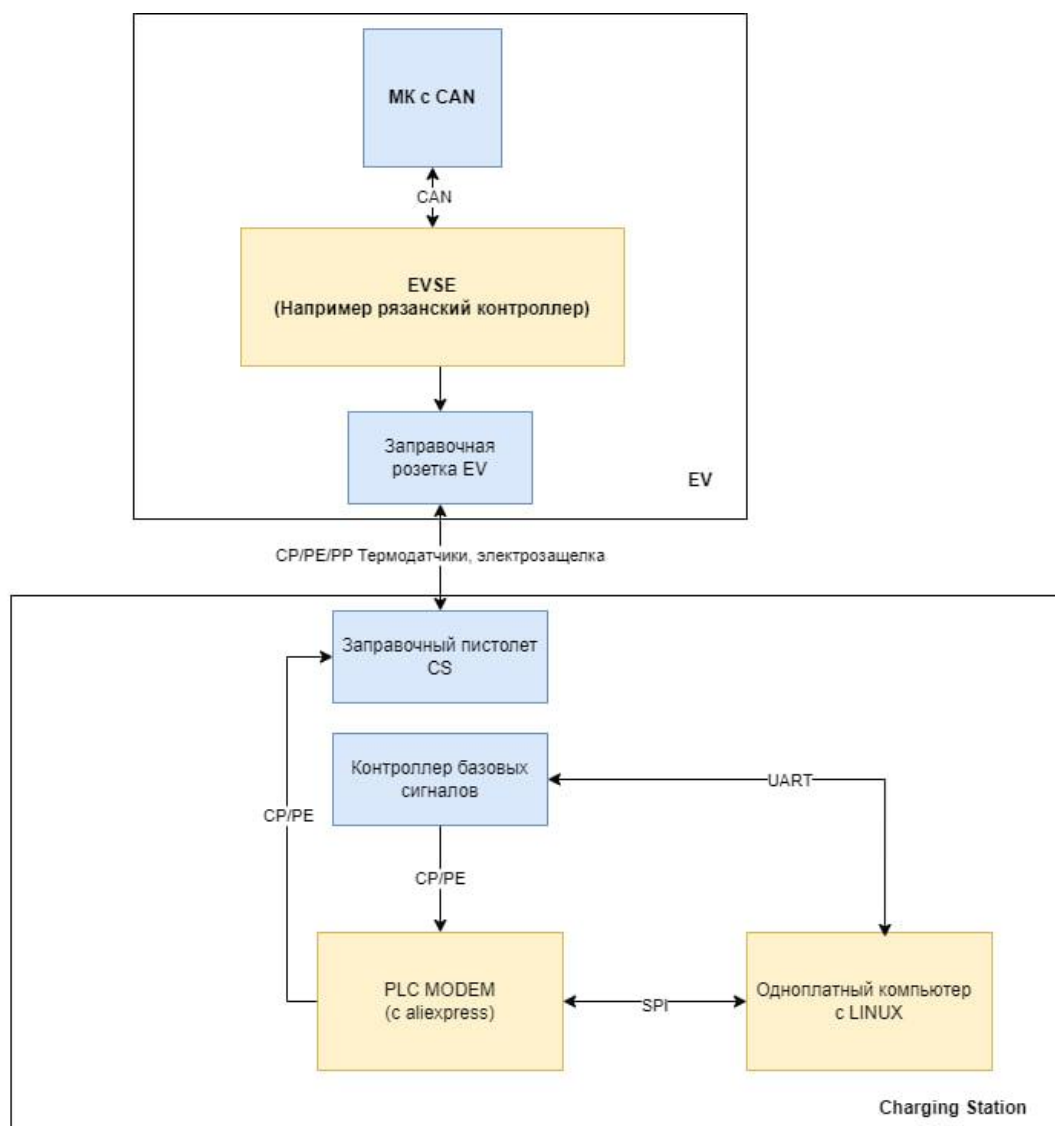 МК с CAN
CAN
EVSE
(Например рязанский контроллер)
Заправочная
розетка EV
EV
CP/PE/PP Термодатчики, электрозащелка
Заправочный пистолет
CS
Контроллер базовых
сигналов
UART
CP/PE
CP/PE
PLC MODEM
(с aliexpress)
SPI
Одноплатный компьютер
с LINUX
Charging Station